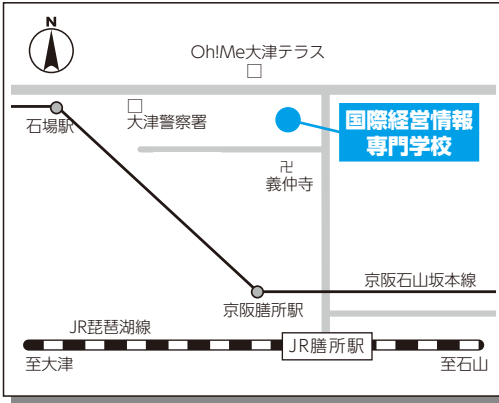 N
Oh!Me大津テラス
石場駅
大津警察署
国際経営情報
専門学校
卍
義仲寺
京阪石山坂本線
京阪膳所駅
JR琵琶湖線
JR膳所駅
至大津
至石山